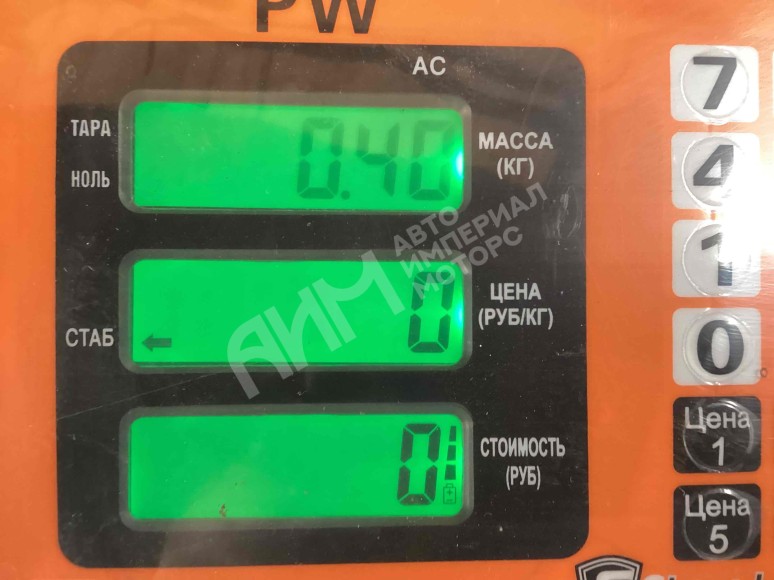 PW
AC
7
ТАРА
0.40
МАССА
(КГ)
НОЛЬ
4
АИМ
АВТО
ИМПЕРИАЛ
МОТОРС
1
СТАБ
0
ЦЕНА
(РУБ/КГ)
0
Цена
1
0
СТОИМОСТЬ
(РУБ)
Цена
5